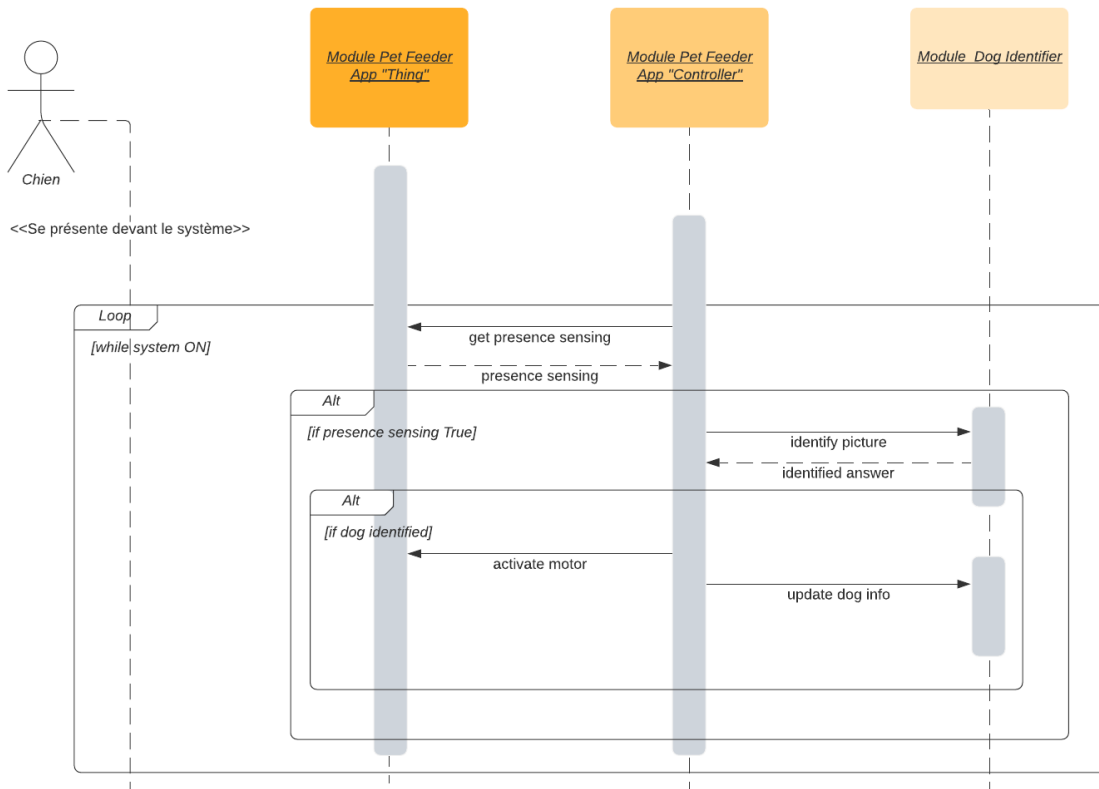 Module Pet Feeder
App "Thing"
Module Pet Feeder
App "Controller"
Module  Dog Identifier
Chien
<<Se présente devant le système>>
Loop
[while system ON]
get presence sensing
presence sensing
Alt
[if presence sensing True]
identify picture
identified answer
Alt
[if dog identified]
activate motor
update dog info